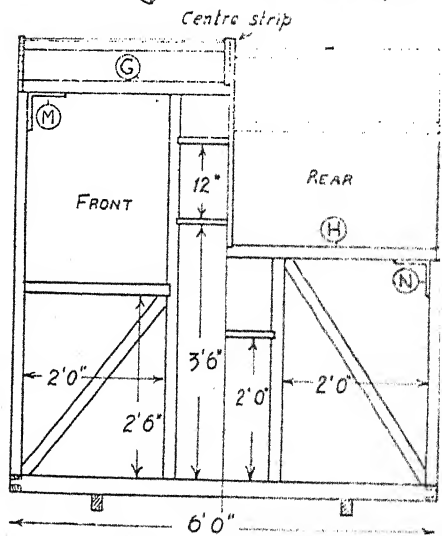 Centre strip
G
M
FRONT
12"
REAR
H
N
3'6"
2'0"
2'6"
2'0"
2'0"
6'0"